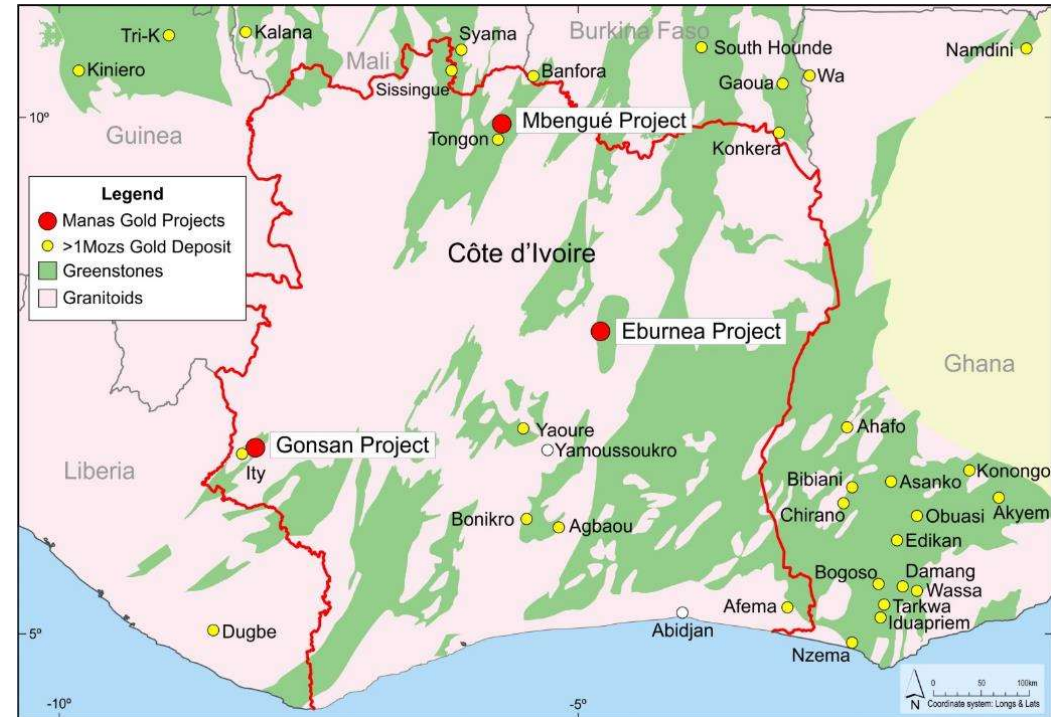 Tri-K
Kalana
Syama
Burkina Faso
South Hounde
Namdini
Kiniero
Mali
Sissingue
Banfora
Gaoua
Wa
10°
Guinea
Mbengué Project
Tongon
Konkera
Legend
Manas Gold Projects
>1Mozs Gold Deposit
Greenstones
Granitoids
Côte d'Ivoire
Eburnea Project
Ghana
Gonsan Project
Ity
Liberia
Yaoure
Yamoussoukro
Ahafo
Konongo
Bibiani
Asanko
Akyem
Chirano
Obuasi
Bonikro
Agbaou
Edikan
Bogoso
Damang
Wassa
Afema
Tarkwa
Iduapriem
5°
Dugbe
Abidjan
Nzema
N
0 50 100km
Coordinate system: Longs & Lats
-10°
-5°